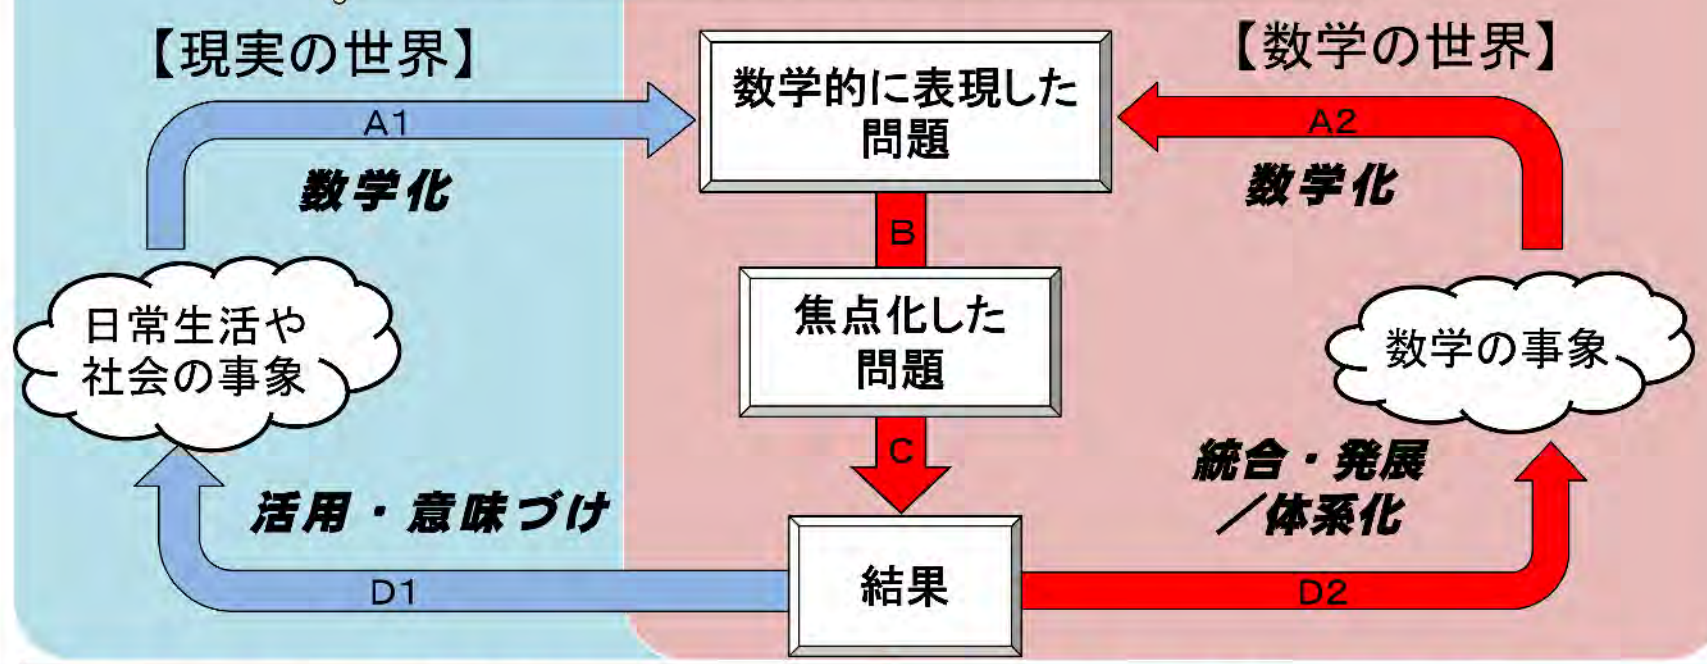 【現実の世界】
【数学の世界】
数学的に表現した
問題
A1
A2
数学化
数学化
B
日常生活や
社会の事象
焦点化した
問題
数学の事象
C
統合・発展
／体系化
活用・意味づけ
結果
D1
D2